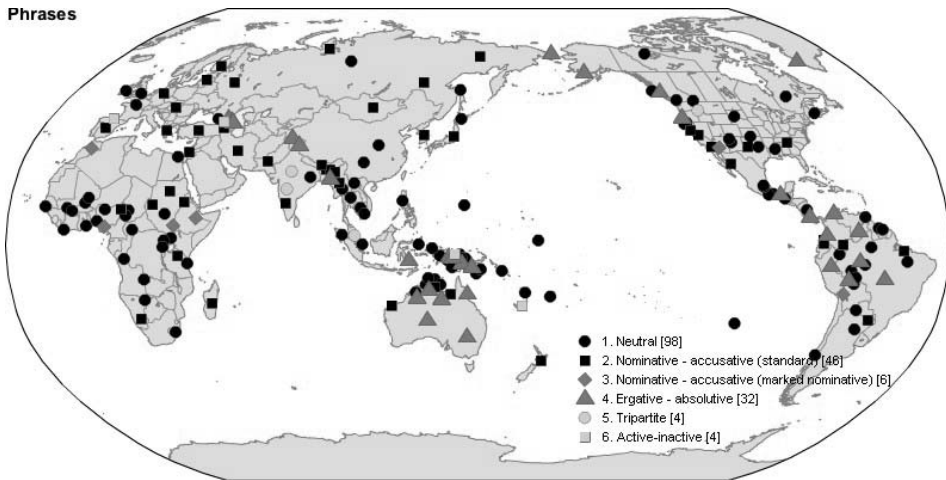 Phrases
1. Neutral [98]
2. Nominative - accusative (standard) [46]
3. Nominative - accusative (marked nominative) [6]
4. Ergative - absolutive [32]
5. Tripartite [4]
6. Active-inactive [4]